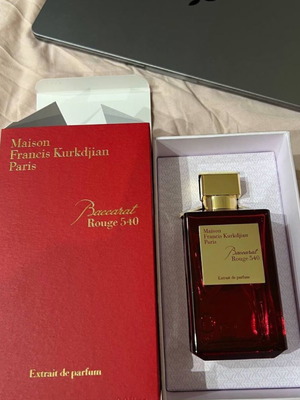 Maison
Francis Kurkdjian
Paris
Baccarat
Rouge 540
Extrait de parfum
Maison
Francis Kurkdjian
Paris
Baccarat
Rouge 540
Extrait de parfum